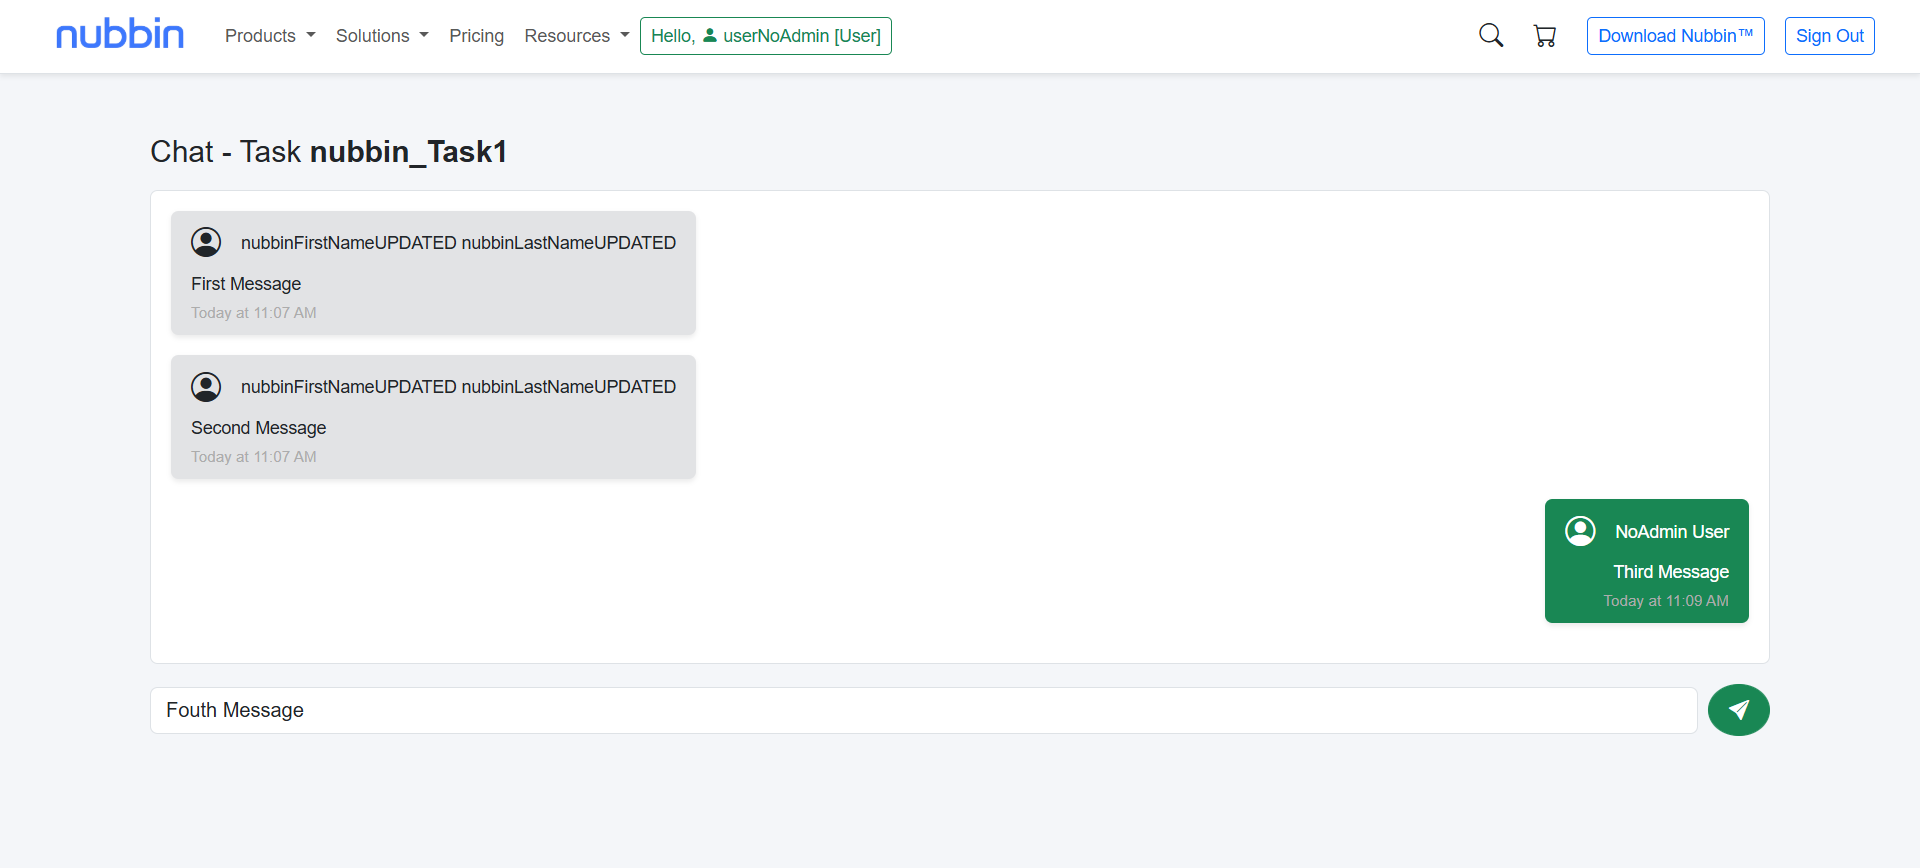 nubbin Products Solutions Pricing Resources Hello, userNoAdmin [User] Download Nubbin™ Sign Out
Chat - Task nubbin_Task1
nubbinFirstNameUPDATED nubbinLastNameUPDATED
First Message
Today at 11:07 AM
nubbinFirstNameUPDATED nubbinLastNameUPDATED
Second Message
Today at 11:07 AM
NoAdmin User
Third Message
Today at 11:09 AM
Fouth Message